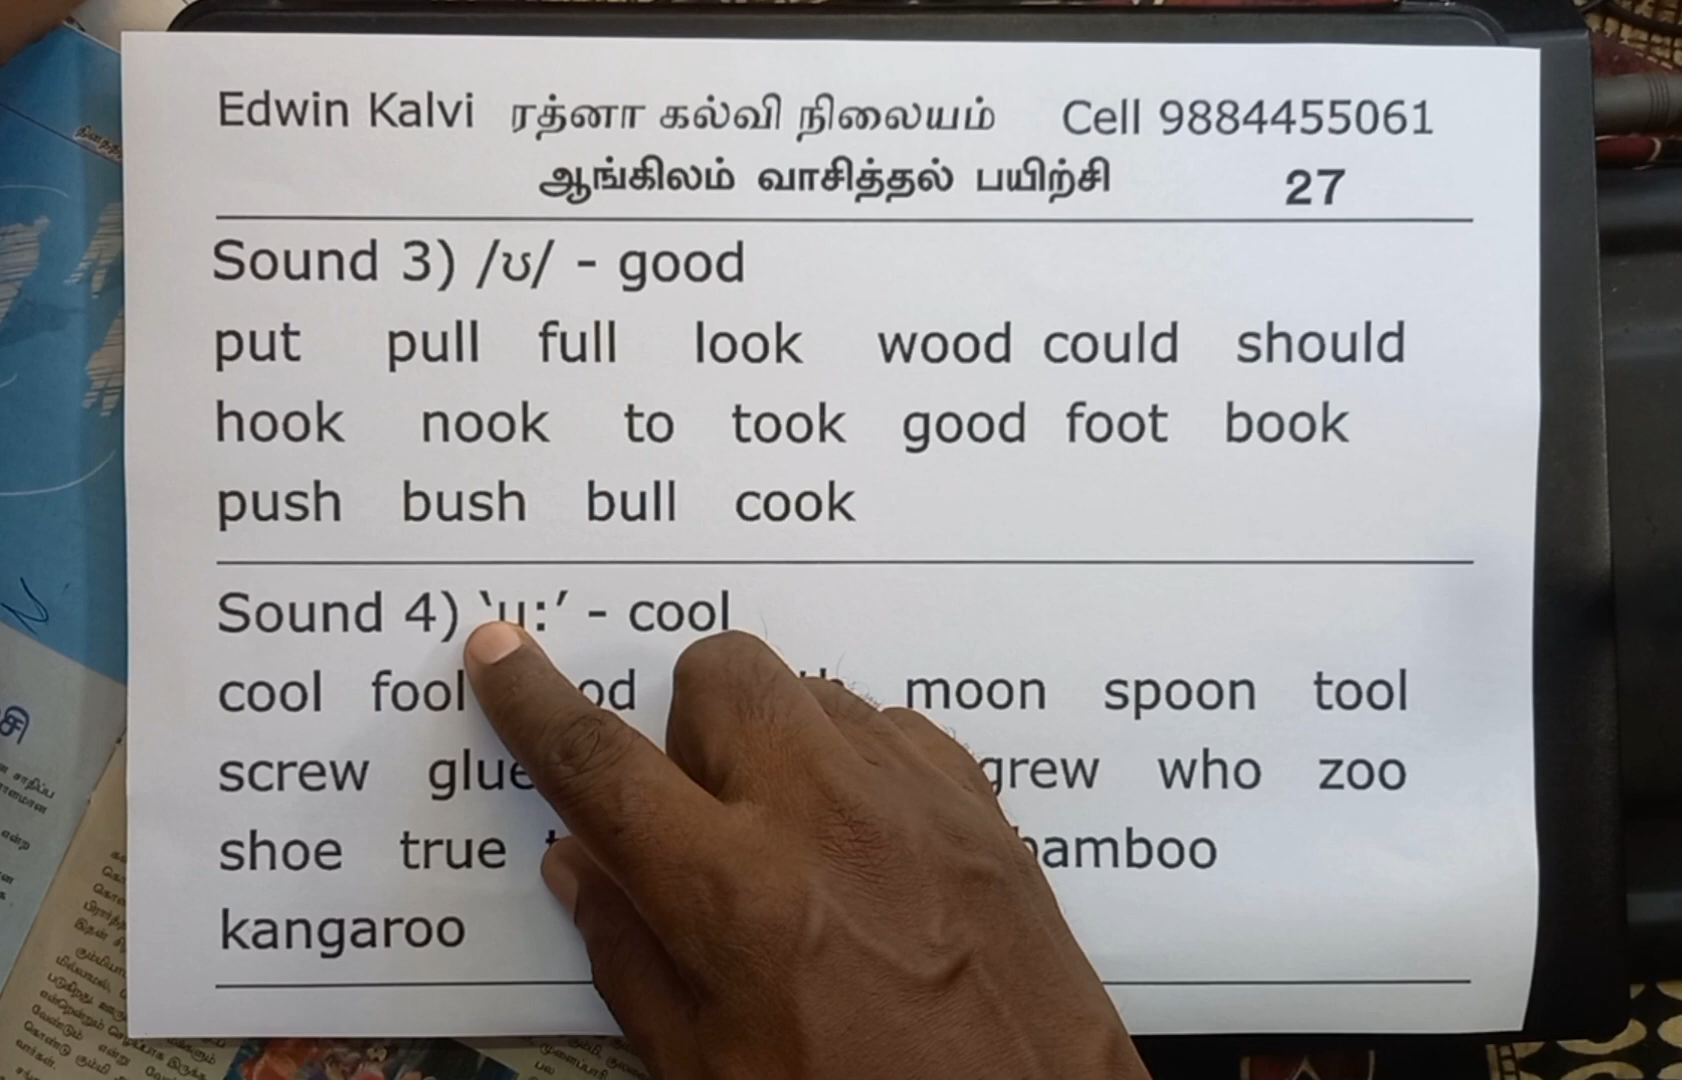 Edwin Kalvi ரத்னா கல்வி நிலையம் Cell 9884455061
ஆங்கிலம் வாசித்தல் பயிற்சி 27
Sound 3) /ʊ/ - good
put pull full look wood could should
hook nook to took good foot book
push bush bull cook
Sound 4) ‘u:’ - cool
cool fool moon spoon tool
screw glue grew who zoo
shoe true bamboo
kangaroo